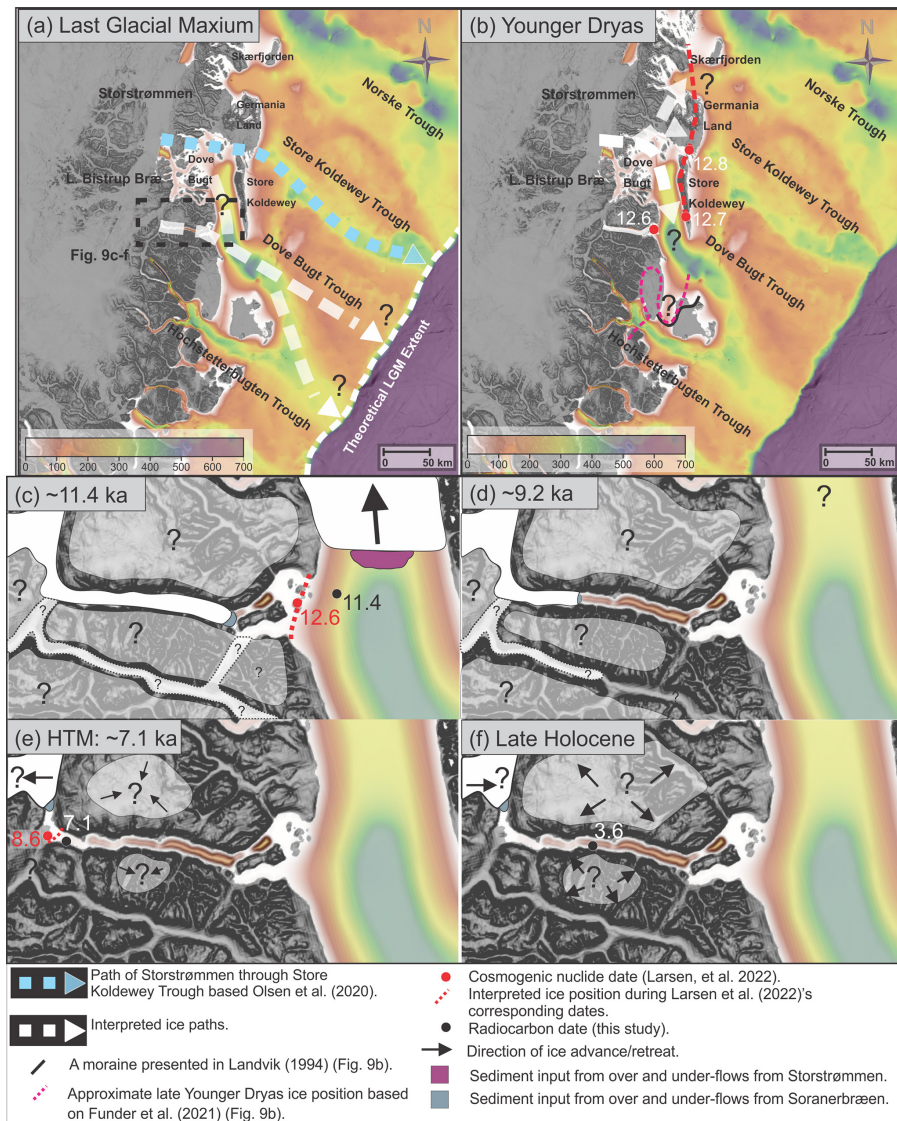 (a) Last Glacial Maxium
N
Skærfjorden
Storstrømmen
Germania
Land
Norske Trough
Dove
Bugt
Store Koldewey Trough
L. Bistrup Bræ
Store
Koldewey
?
Fig. 9c-f
Dove Bugt Trough
?
?
Hochstetterbugten Trough
Theoretical LGM Extent
0 100 200 300 400 500 600 700
0 50 km
(b) Younger Dryas
N
Skærfjorden
?
Storstrømmen
Germania
Land
Norske Trough
12.8
Dove
Bugt
Store Koldewey Trough
L. Bistrup Bræ
Store
Koldewey
12.6
12.7
?
Dove Bugt Trough
?
Hochstetterbugten Trough
0 100 200 300 400 500 600 700
0 50 km
(c) ~11.4 ka
?
11.4
12.6
?
?
?
?
?
?
?
?
(d) ~9.2 ka
?
?
?
?
?
?
?
?
(e) HTM: ~7.1 ka
?
?
7.1
8.6
?
?
(f) Late Holocene
?
?
3.6
?
Path of Storstrømmen through Store
Koldewey Trough based Olsen et al. (2020).
Interpreted ice paths.
A moraine presented in Landvik (1994) (Fig. 9b).
Approximate late Younger Dryas ice position based
on Funder et al. (2021) (Fig. 9b).
Cosmogenic nuclide date (Larsen, et al. 2022).
Interpreted ice position during Larsen et al. (2022)'s
corresponding dates.
Radiocarbon date (this study).
Direction of ice advance/retreat.
Sediment input from over and under-flows from Storstrømmen.
Sediment input from over and under-flows from Soranerbræen.